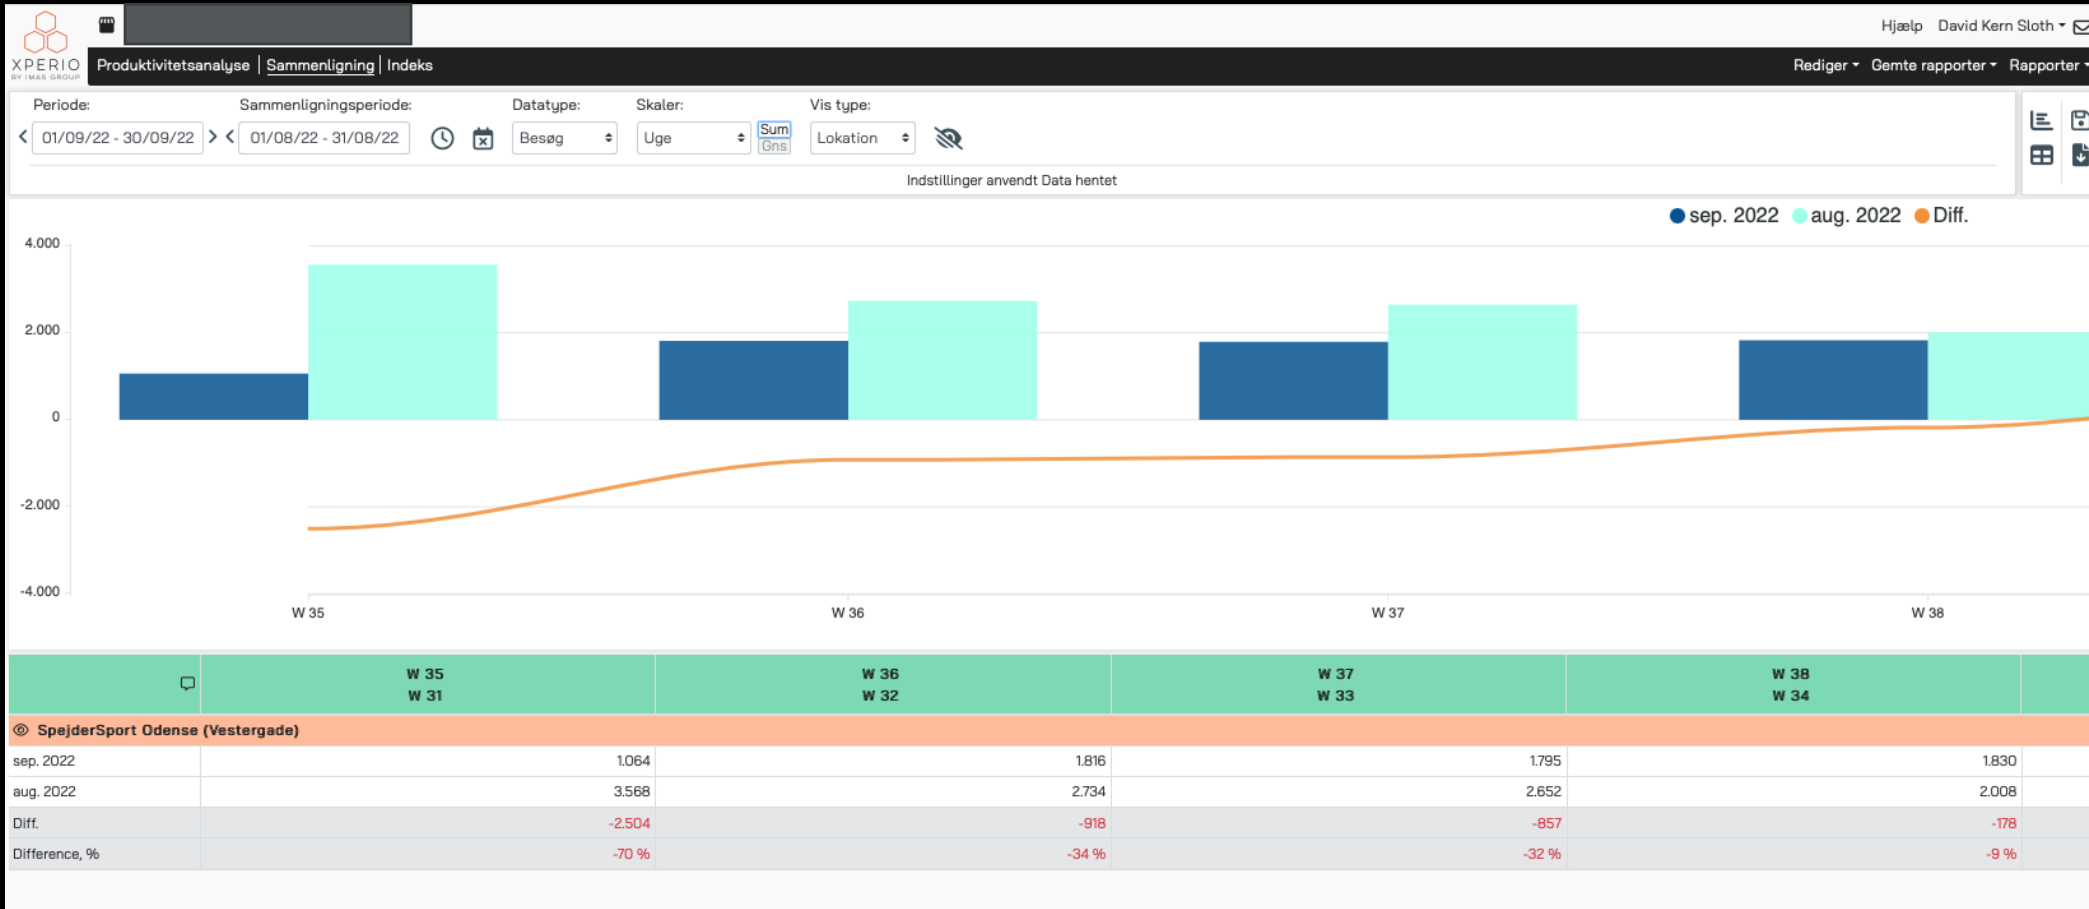 Hjælp David Kern Sloth
XPERIO
BY IMAS GROUP
Produktivitetsanalyse | Sammenligning | Indeks
Rediger Gemte rapporter Rapporter
Periode: Sammenligningsperiode: Datatype: Skaler: Vis type:
01/09/22 - 30/09/22 01/08/22 - 31/08/22 Besøg Uge Sum Lokation
Gns
Indstillinger anvendt Data hentet
sep. 2022 aug. 2022 Diff.
4.000
2.000
0
-2.000
-4.000
W 35 W 36 W 37 W 38
W 35 W 36 W 37 W 38
W 31 W 32 W 33 W 34
SpejderSport Odense (Vestergade)
sep. 2022 1.064 1.816 1.795 1.830
aug. 2022 3.568 2.734 2.652 2.008
Diff. -2.504 -918 -857 -178
Difference, % -70 % -34 % -32 % -9 %